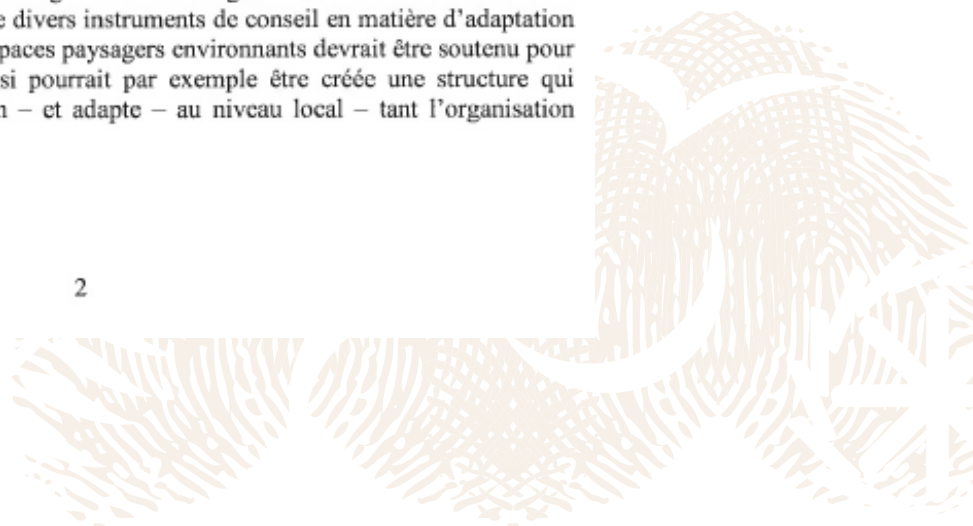 divers instruments de conseil en matière d'adaptation
paces paysagers environnants devrait être soutenu pour
si pourrait par exemple être créée une structure qui
– et adapte – au niveau local – tant l'organisation
2